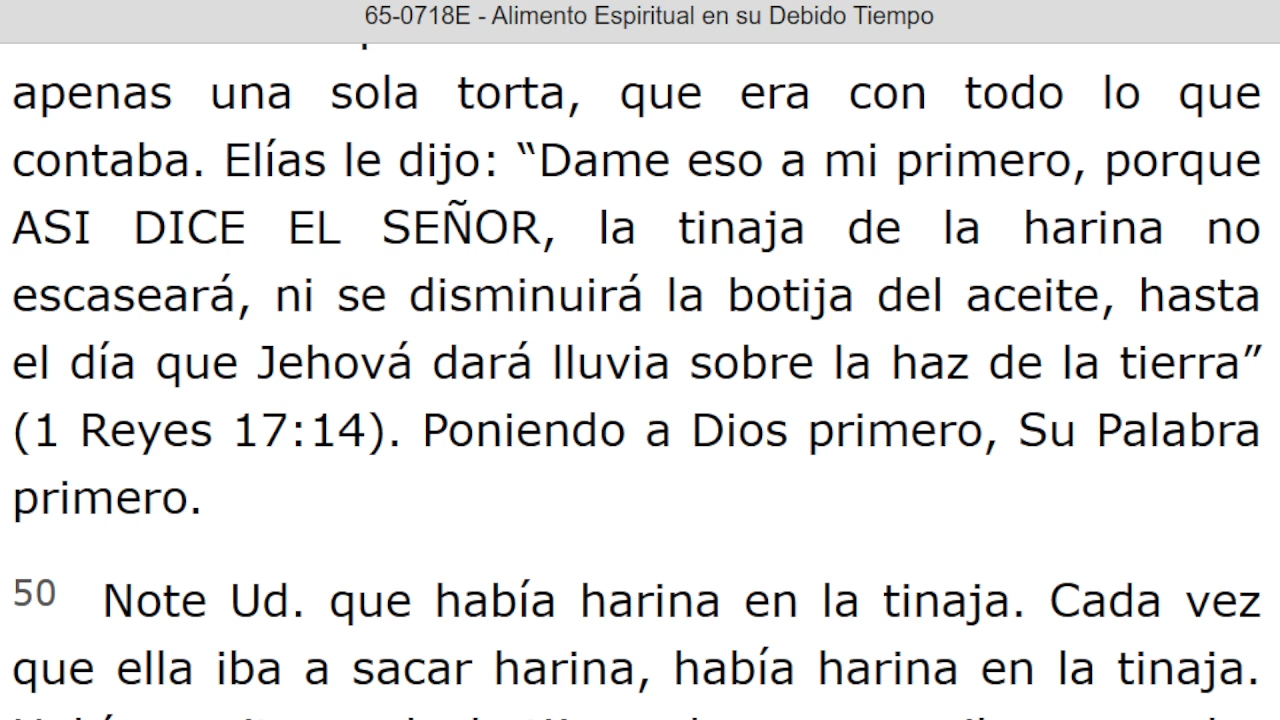 65-0718E - Alimento Espiritual en su Debido Tiempo
apenas una sola torta, que era con todo lo que
contaba. Elías le dijo: “Dame eso a mi primero, porque
ASI DICE EL SEÑOR, la tinaja de la harina no
escaseará, ni se disminuirá la botija del aceite, hasta
el día que Jehová dará lluvia sobre la haz de la tierra”
(1 Reyes 17:14). Poniendo a Dios primero, Su Palabra
primero.
50 Note Ud. que había harina en la tinaja. Cada vez
que ella iba a sacar harina, había harina en la tinaja.